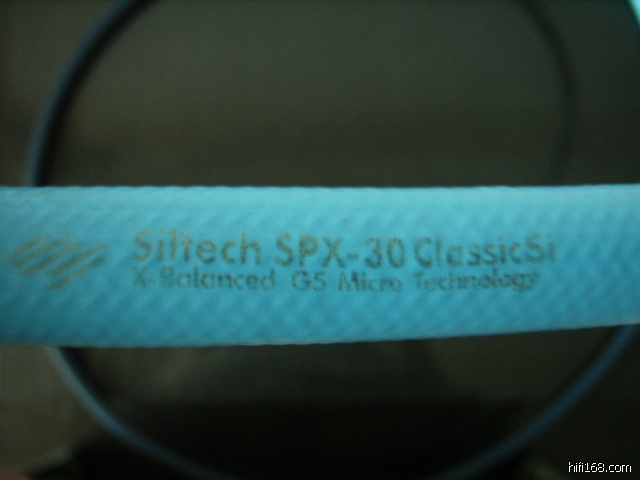 Siltech SPX-30 ClassicSi
X-Balanced G5 Micro Technology
hifi168.com